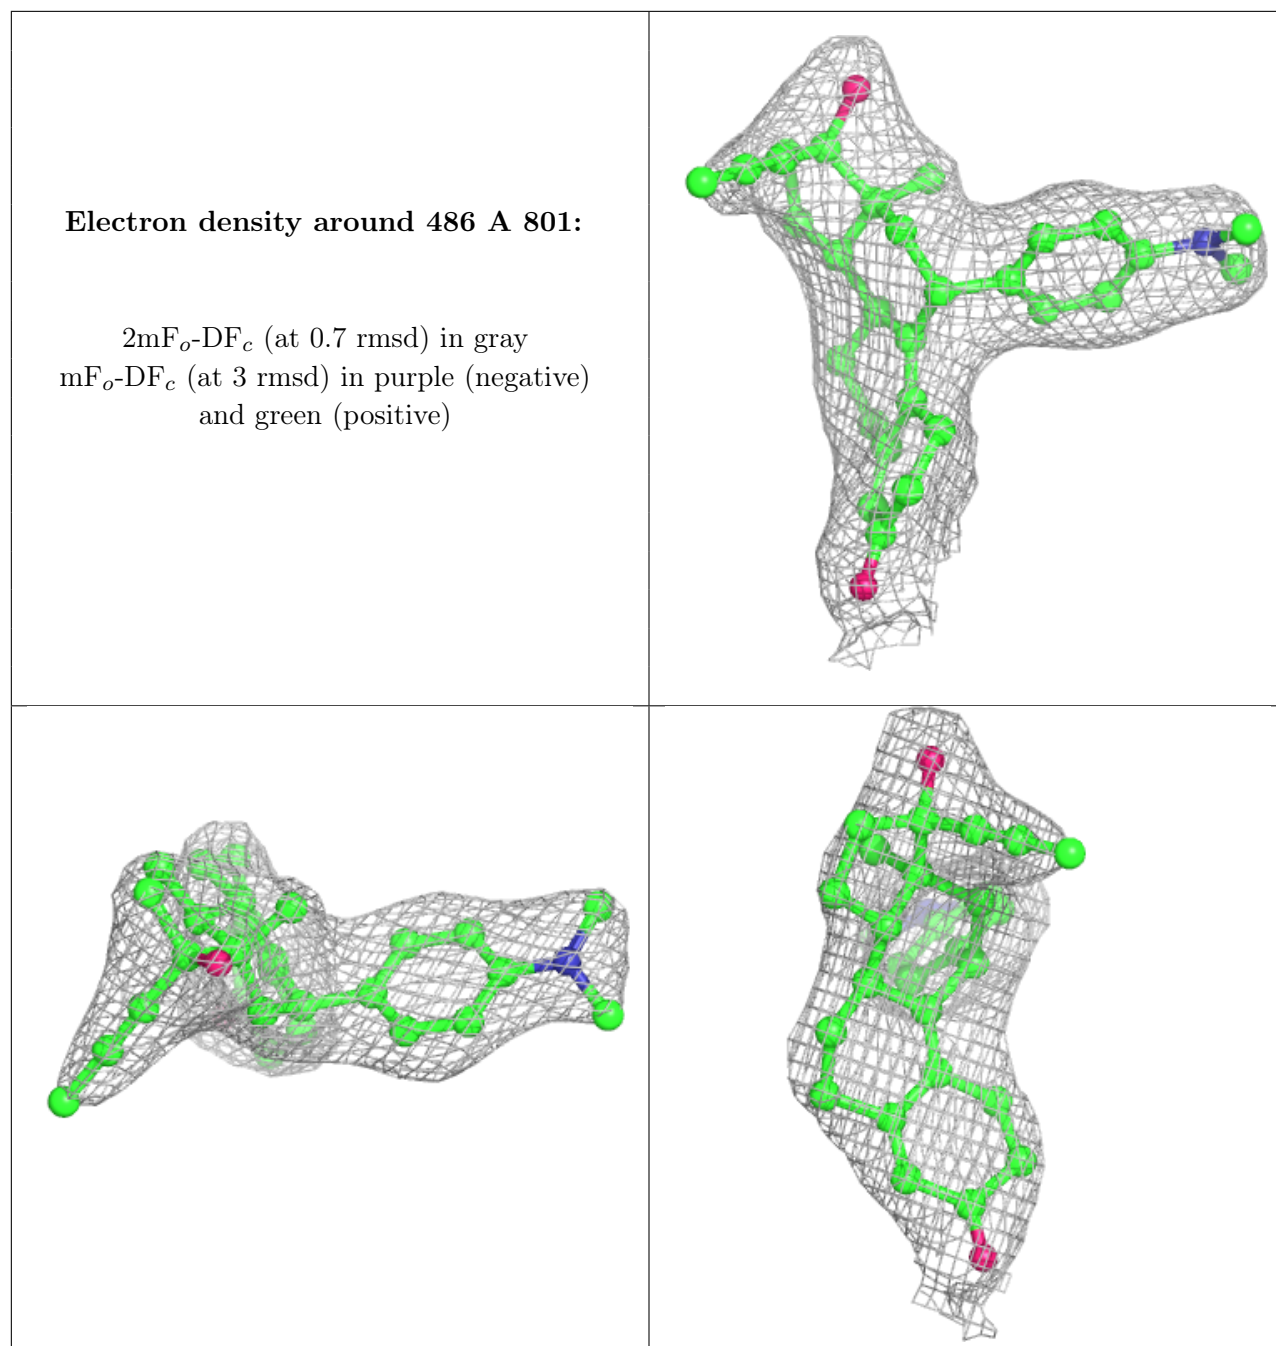 Electron density around 486 A 801:
2mFo-DFc (at 0.7 rmsd) in gray
mFo-DFc (at 3 rmsd) in purple (negative)
and green (positive)